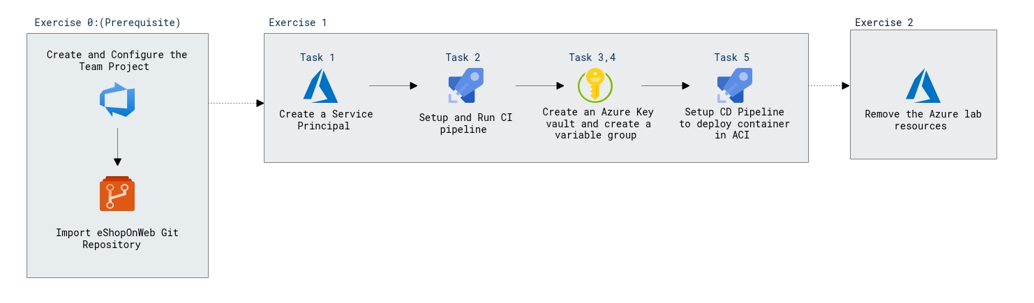 Exercise 0:(Prerequisite)
Create and Configure the
Team Project
Import eShopOnWeb Git
Repository
Exercise 1
Task 1
Create a Service
Principal
Task 2
Setup and Run CI
pipeline
Task 3,4
Create an Azure Key
vault and create a
variable group
Task 5
Setup CD Pipeline
to deploy container
in ACI
Exercise 2
Remove the Azure lab
resources